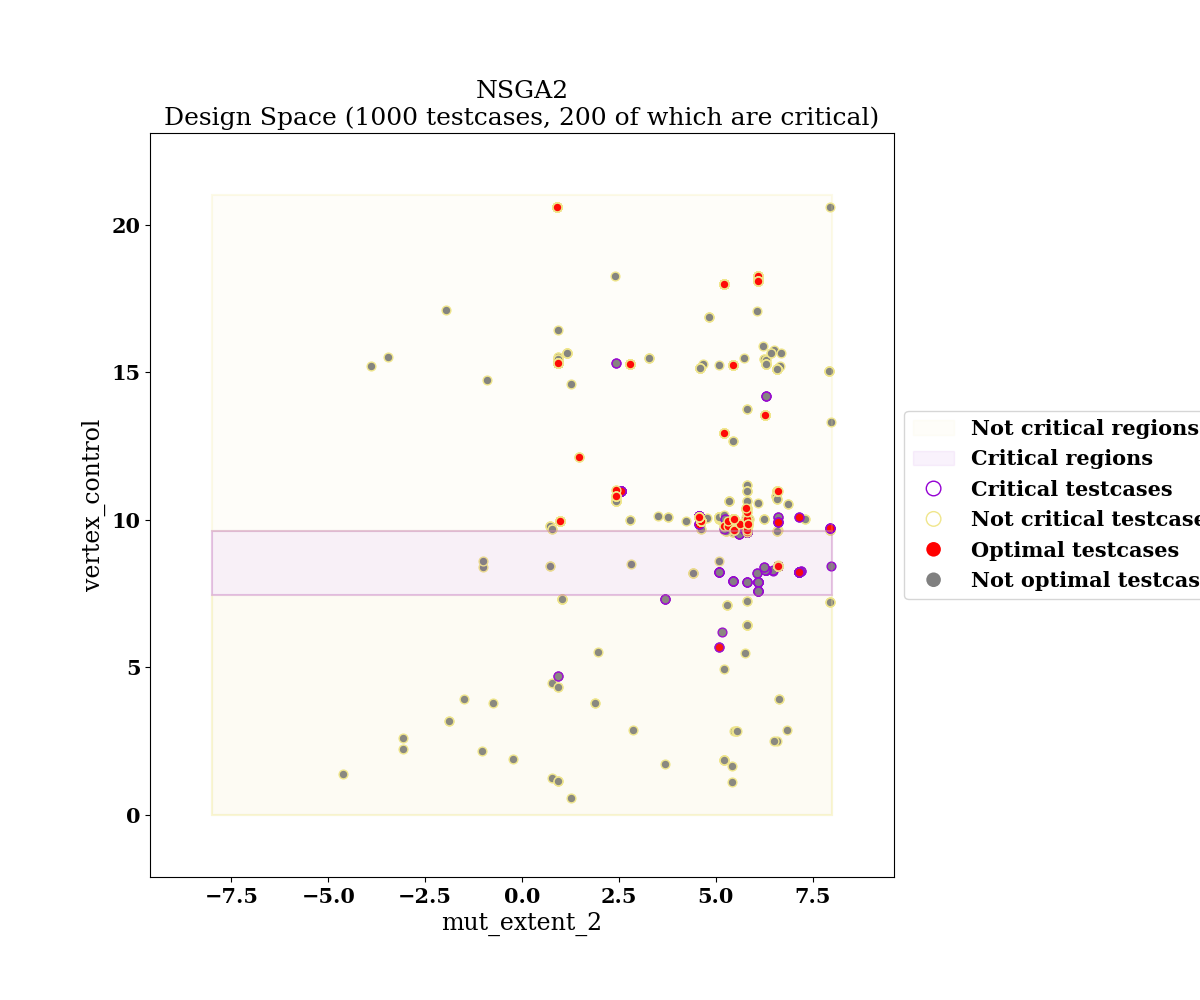 NSGA2
Design Space (1000 testcases, 200 of which are critical)
20
15
10
5
0
vertex_control
−7.5 −5.0 −2.5 0.0 2.5 5.0 7.5
mut_extent_2
Not critical regions
Critical regions
Critical testcases
Not critical testcase
Optimal testcases
Not optimal testcas